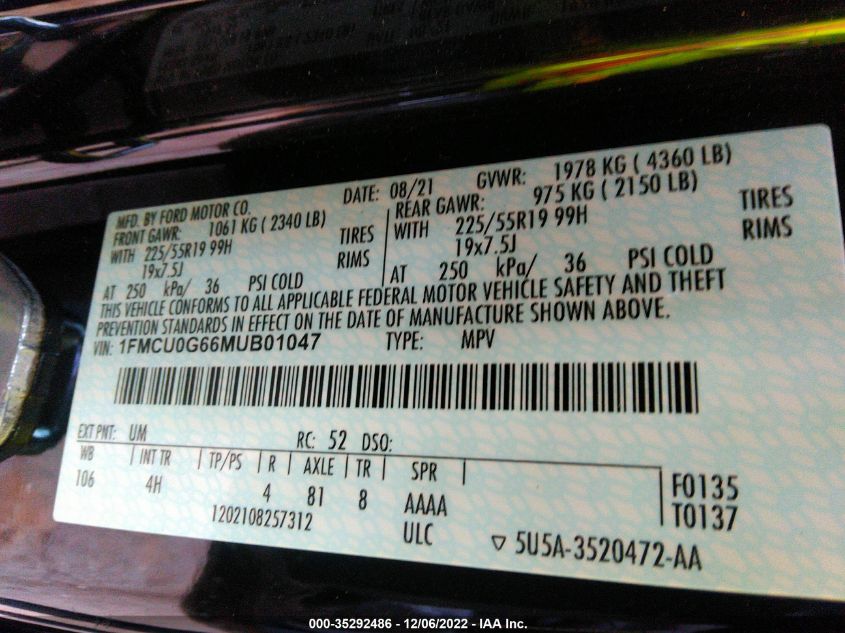 MFD. BY FORD MOTOR CO. DATE: 08/21 GVWR: 1978 KG ( 4360 LB)
FRONT GAWR: 1061 KG ( 2340 LB) REAR GAWR: 975 KG ( 2150 LB)
WITH 225/55R19 99H TIRES WITH 225/55R19 99H TIRES
19x7.5J RIMS 19x7.5J RIMS
AT 250 kPa/ 36 PSI COLD AT 250 kPa/ 36 PSI COLD
THIS VEHICLE CONFORMS TO ALL APPLICABLE FEDERAL MOTOR VEHICLE SAFETY AND THEFT
PREVENTION STANDARDS IN EFFECT ON THE DATE OF MANUFACTURE SHOWN ABOVE.
VIN: 1FMCU0G66MUB01047 TYPE: MPV
EXT PNT: UM RC: 52 DSO:
WB INT TR TP/PS R AXLE TR SPR
106 4H 4 81 8 AAAA F0135
1202108257312 ULC T0137
▽ 5U5A-3520472-AA
000-35292486 - 12/06/2022 - IAA Inc.